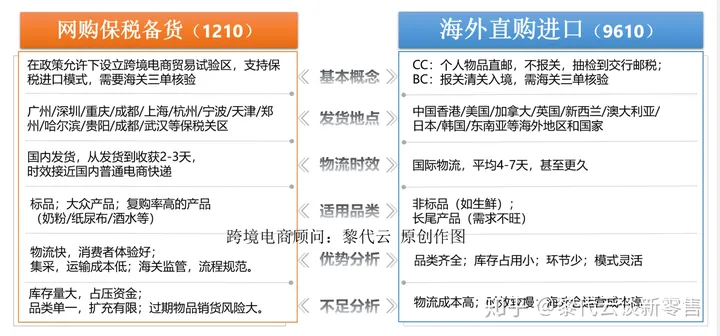 网购保税备货（1210）
海外直购进口（9610）
在政策允许下设立跨境电商贸易试验区，支持保
税进口模式，需要海关三单核验
基本概念
CC：个人物品直邮，不报关，抽检到交行邮税；
BC：报关清关入境，需海关三单核验
广州/深圳/重庆/成都/上海/杭州/宁波/天津/郑
州/哈尔滨/贵阳/成都/武汉等保税关区
发货地点
中国香港/美国/加拿大/英国/新西兰/澳大利亚/
日本/韩国/东南亚等海外地区和国家
国内发货，从发货到收获2-3天，
时效接近国内普通电商快递
物流时效
国际物流，平均4-7天，甚至更久
标品；大众产品；复购率高的产品
（奶粉/纸尿布/酒水等）
适用品类
非标品（如生鲜）；
长尾产品（需求不旺）
跨境电商顾问：黎代云 原创作图
物流快，消费者体验好；
集采，运输成本低；海关监管，流程规范。
优势分析
品类齐全；库存占用小；环节少；模式灵活
库存量大，占压资金；
品类单一，扩充有限；过期物品销货风险大。
不足分析
物流成本高；
知乎 @黎代云谈新零售